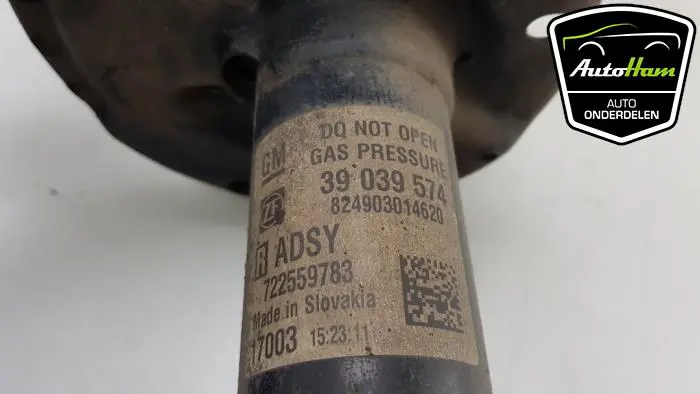 AutoHam
AUTO
ONDERDELEN
DO NOT OPEN
GM GAS PRESSURE
39 039 574
ZF 824903014620
R ADSY
722559783
Made in Slovakia
17003 15:23:11